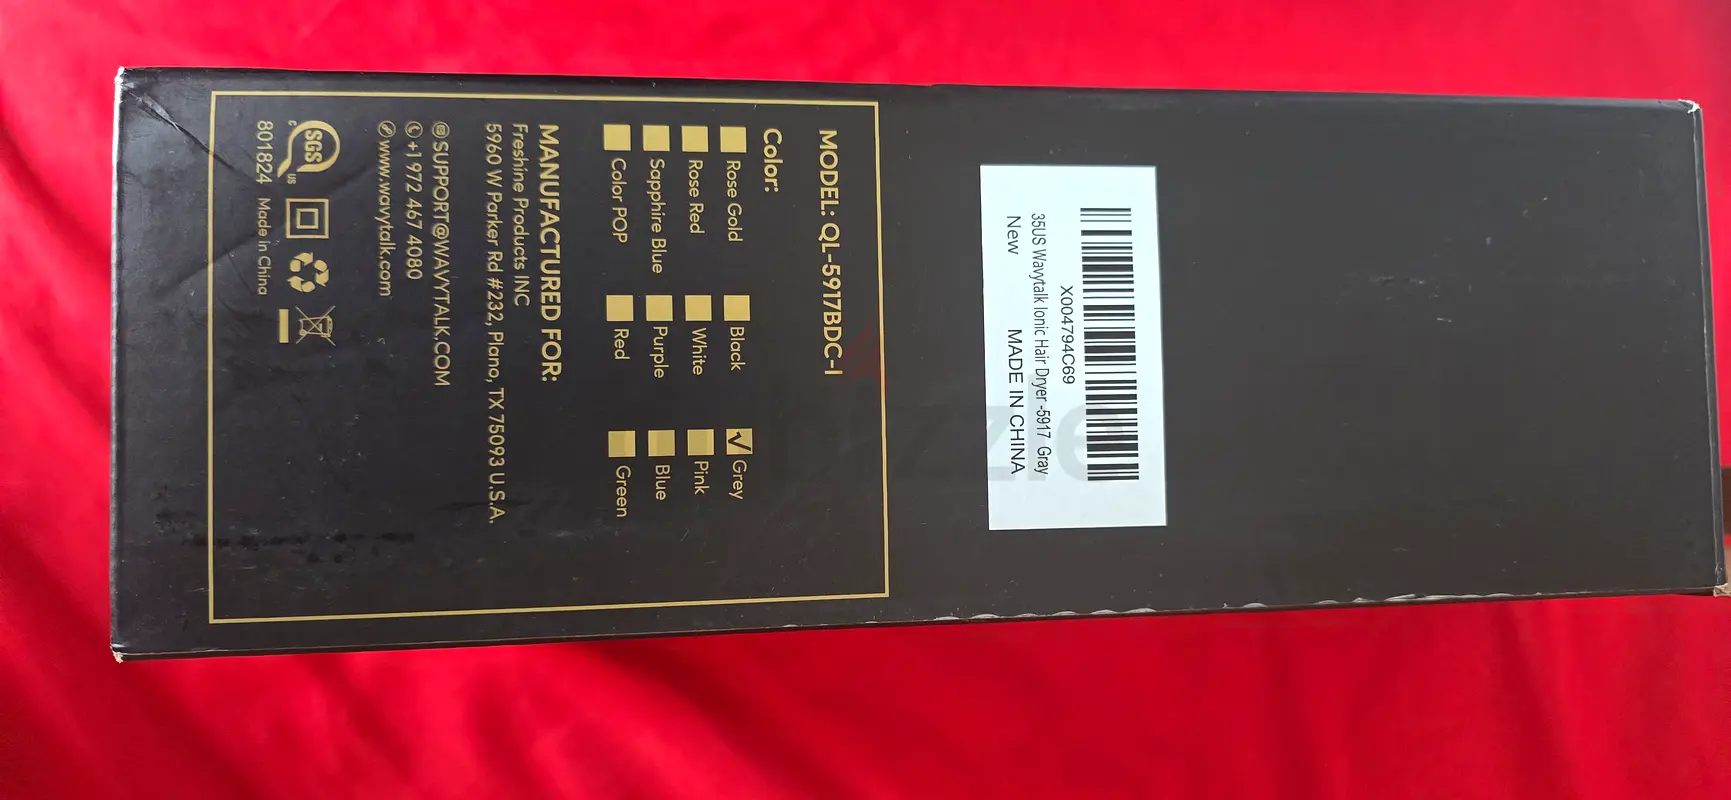 X004794C69
35US Wavytalk Ionic Hair Dryer -5917 Gray
New MADE IN CHINA
MODEL: QL-5917BDC-I
Color:
Rose Gold Black Grey
Rose Red White Pink
Sapphire Blue Purple Blue
Color POP Red Green
MANUFACTURED FOR:
Freshine Products INC
5960 W Parker Rd #232, Plano, TX 75093 U.S.A.
SUPPORT@WAVYTALK.COM
+1 972 467 4080
www.wavytalk.com
SGS
C US
801824 Made in China